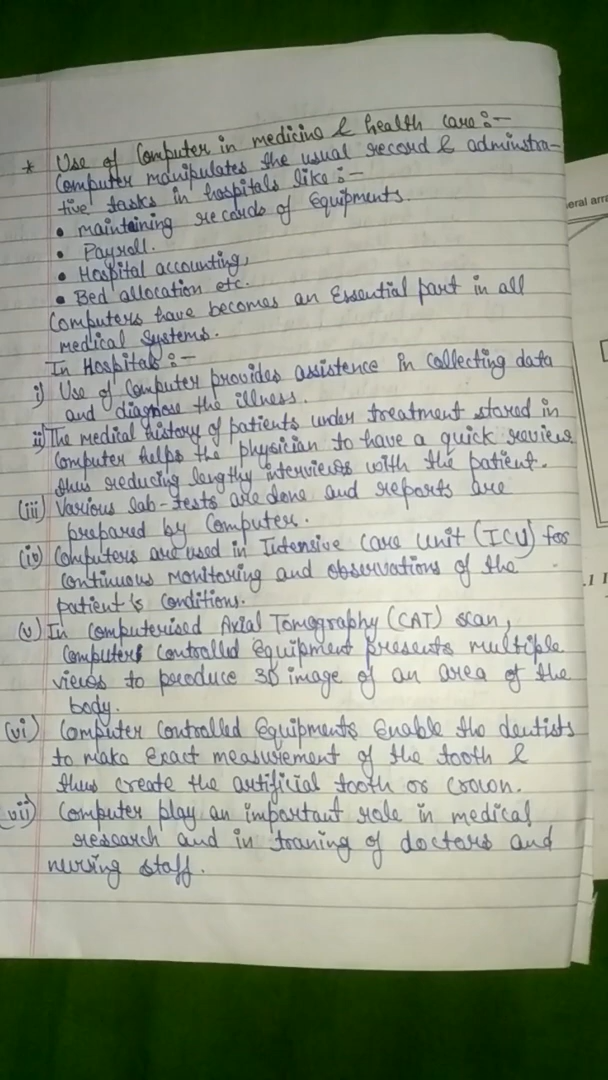 * Use of Computer in medicine & health care:-
Computer manipulates the usual record & adminstra-
tive tasks in hospitals like:-
• maintaining records of Equipments.
• Payroll.
• Hospital accounting,
• Bed allocation etc.
Computers have becomes an Essential part in all
medical Systems.
In Hospitals:-
i) Use of Computer provides assistence in collecting data
and diagnose the illness.
ii) The medical history of patients under treatment stored in
Computer helps the physician to have a quick review
thus reducing lengthy interviews with the patient.
(iii) Various lab-tests are done and reports are
prepared by Computer.
(iv) Computers are used in Intensive Care Unit (ICU) for
Continuous Monitoring and observations of the
patient's conditions.
(v) In Computerised Axial Tomography (CAT) scan,
Computers Controlled Equipment presents multiple
views to produce 3D image of an area of the
body.
(vi) Computer Controlled Equipments Enable the dentists
to make Exact measurement of the tooth &
thus create the artificial tooth or crown.
(vii) Computer play an important role in medical
research and in traning of doctors and
nursing staff.
eral arra
.1 I